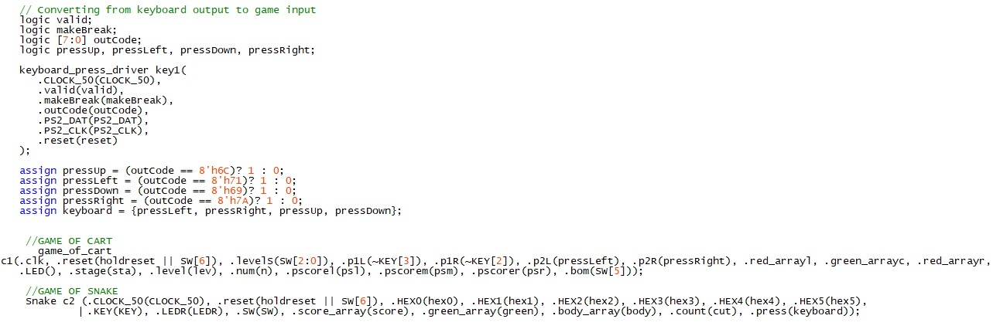 // Converting from keyboard output to game input
logic valid;
logic makeBreak;
logic [7:0] outCode;
logic pressUp, pressLeft, pressDown, pressRight;
keyboard_press_driver key1(
.CLOCK_50(CLOCK_50),
.valid(valid),
.makeBreak(makeBreak),
.outCode(outCode),
.PS2_DAT(PS2_DAT),
.PS2_CLK(PS2_CLK),
.reset(reset)
);
assign pressUp = (outCode == 8'h6C)? 1 : 0;
assign pressLeft = (outCode == 8'h71)? 1 : 0;
assign pressDown = (outCode == 8'h69)? 1 : 0;
assign pressRight = (outCode == 8'h7A)? 1 : 0;
assign keyboard = {pressLeft, pressRight, pressUp, pressDown};
//GAME OF CART
game_of_cart
c1(.clk, .reset(holdreset || SW[6]), .levelS(SW[2:0]), .p1L(~KEY[3]), .p1R(~KEY[2]), .p2L(pressLeft), .p2R(pressRight), .red_arrayl, .green_arrayc, .red_arrayr,
.LED(), .stage(sta), .level(lev), .num(n), .pscorel(psl), .pscorem(psm), .pscorer(psr), .bom(SW[5]));
//GAME OF SNAKE
Snake c2 (.CLOCK_50(CLOCK_50), .reset(holdreset || SW[6]), .HEX0(hex0), .HEX1(hex1), .HEX2(hex2), .HEX3(hex3), .HEX4(hex4), .HEX5(hex5),
.KEY(KEY), .LEDR(LEDR), .SW(SW), .score_array(score), .green_array(green), .body_array(body), .count(cut), .press(keyboard));